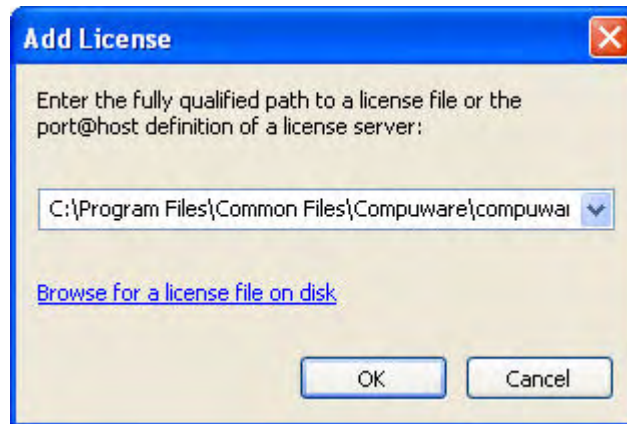 Add License
Enter the fully qualified path to a license file or the
port@host definition of a license server:
C:\Program Files\Common Files\Compuware\compuwar
Browse for a license file on disk
OK
Cancel